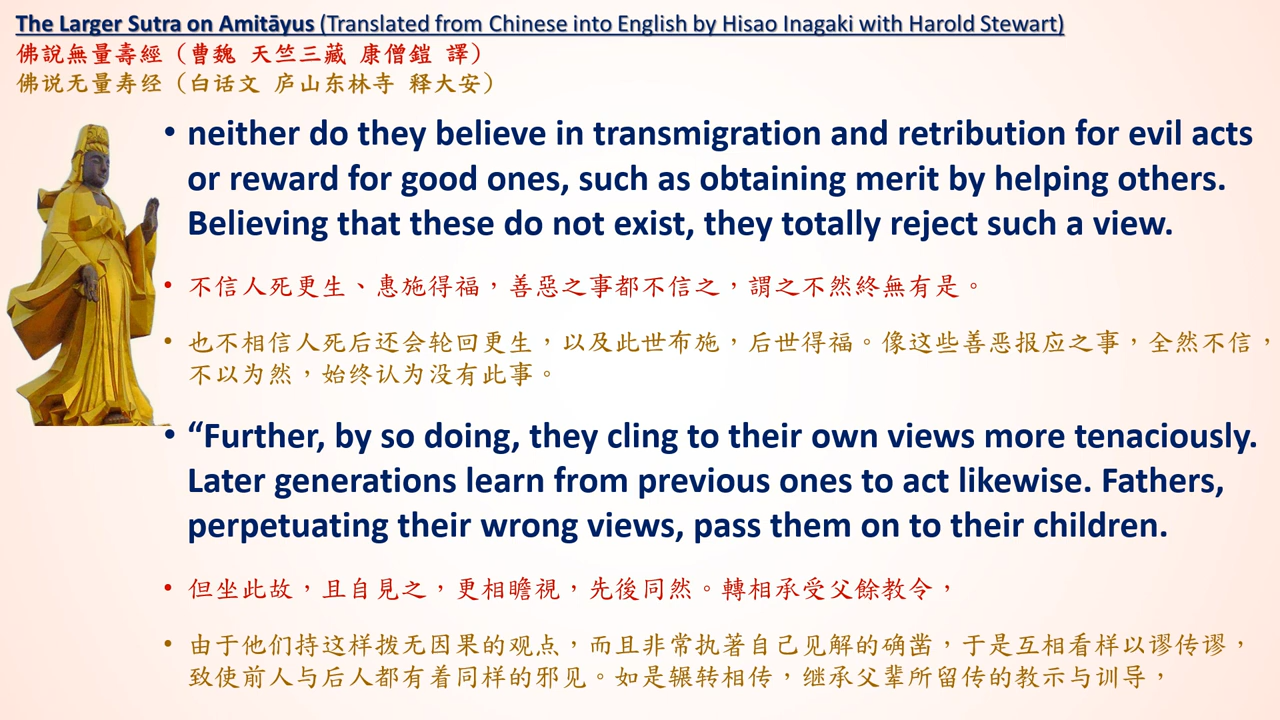 The Larger Sutra on Amitāyus (Translated from Chinese into English by Hisao Inagaki with Harold Stewart)
佛說無量壽經（曹魏 天竺三藏 康僧鎧 譯）
佛说无量寿经（白话文 庐山东林寺 释大安）
• neither do they believe in transmigration and retribution for evil acts
or reward for good ones, such as obtaining merit by helping others.
Believing that these do not exist, they totally reject such a view.
• 不信人死更生、惠施得福，善惡之事都不信之，謂之不然終無有是。
• 也不相信人死后还会轮回更生，以及此世布施，后世得福。像这些善恶报应之事，全然不信，
不以为然，始终认为没有此事。
• “Further, by so doing, they cling to their own views more tenaciously.
Later generations learn from previous ones to act likewise. Fathers,
perpetuating their wrong views, pass them on to their children.
• 但坐此故，且自見之，更相瞻視，先後同然。轉相承受父餘教令，
• 由于他们持这样拨无因果的观点，而且非常执著自己见解的确凿，于是互相看样以谬传谬，
致使前人与后人都有着同样的邪见。如是辗转相传，继承父辈所留传的教示与训导，